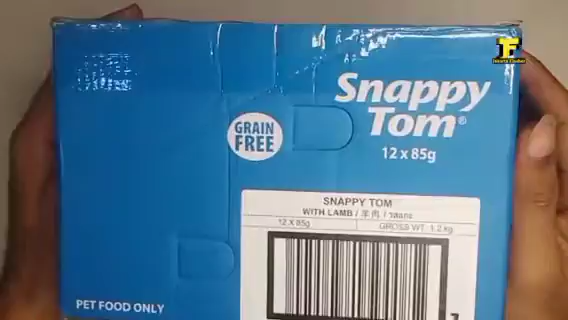 GRAIN
FREE
Snappy
Tom®
12 x 85g
SNAPPY TOM
WITH LAMB / 羊肉 /
12 X 85g
GROSS WT. 1.2 kg
PET FOOD ONLY